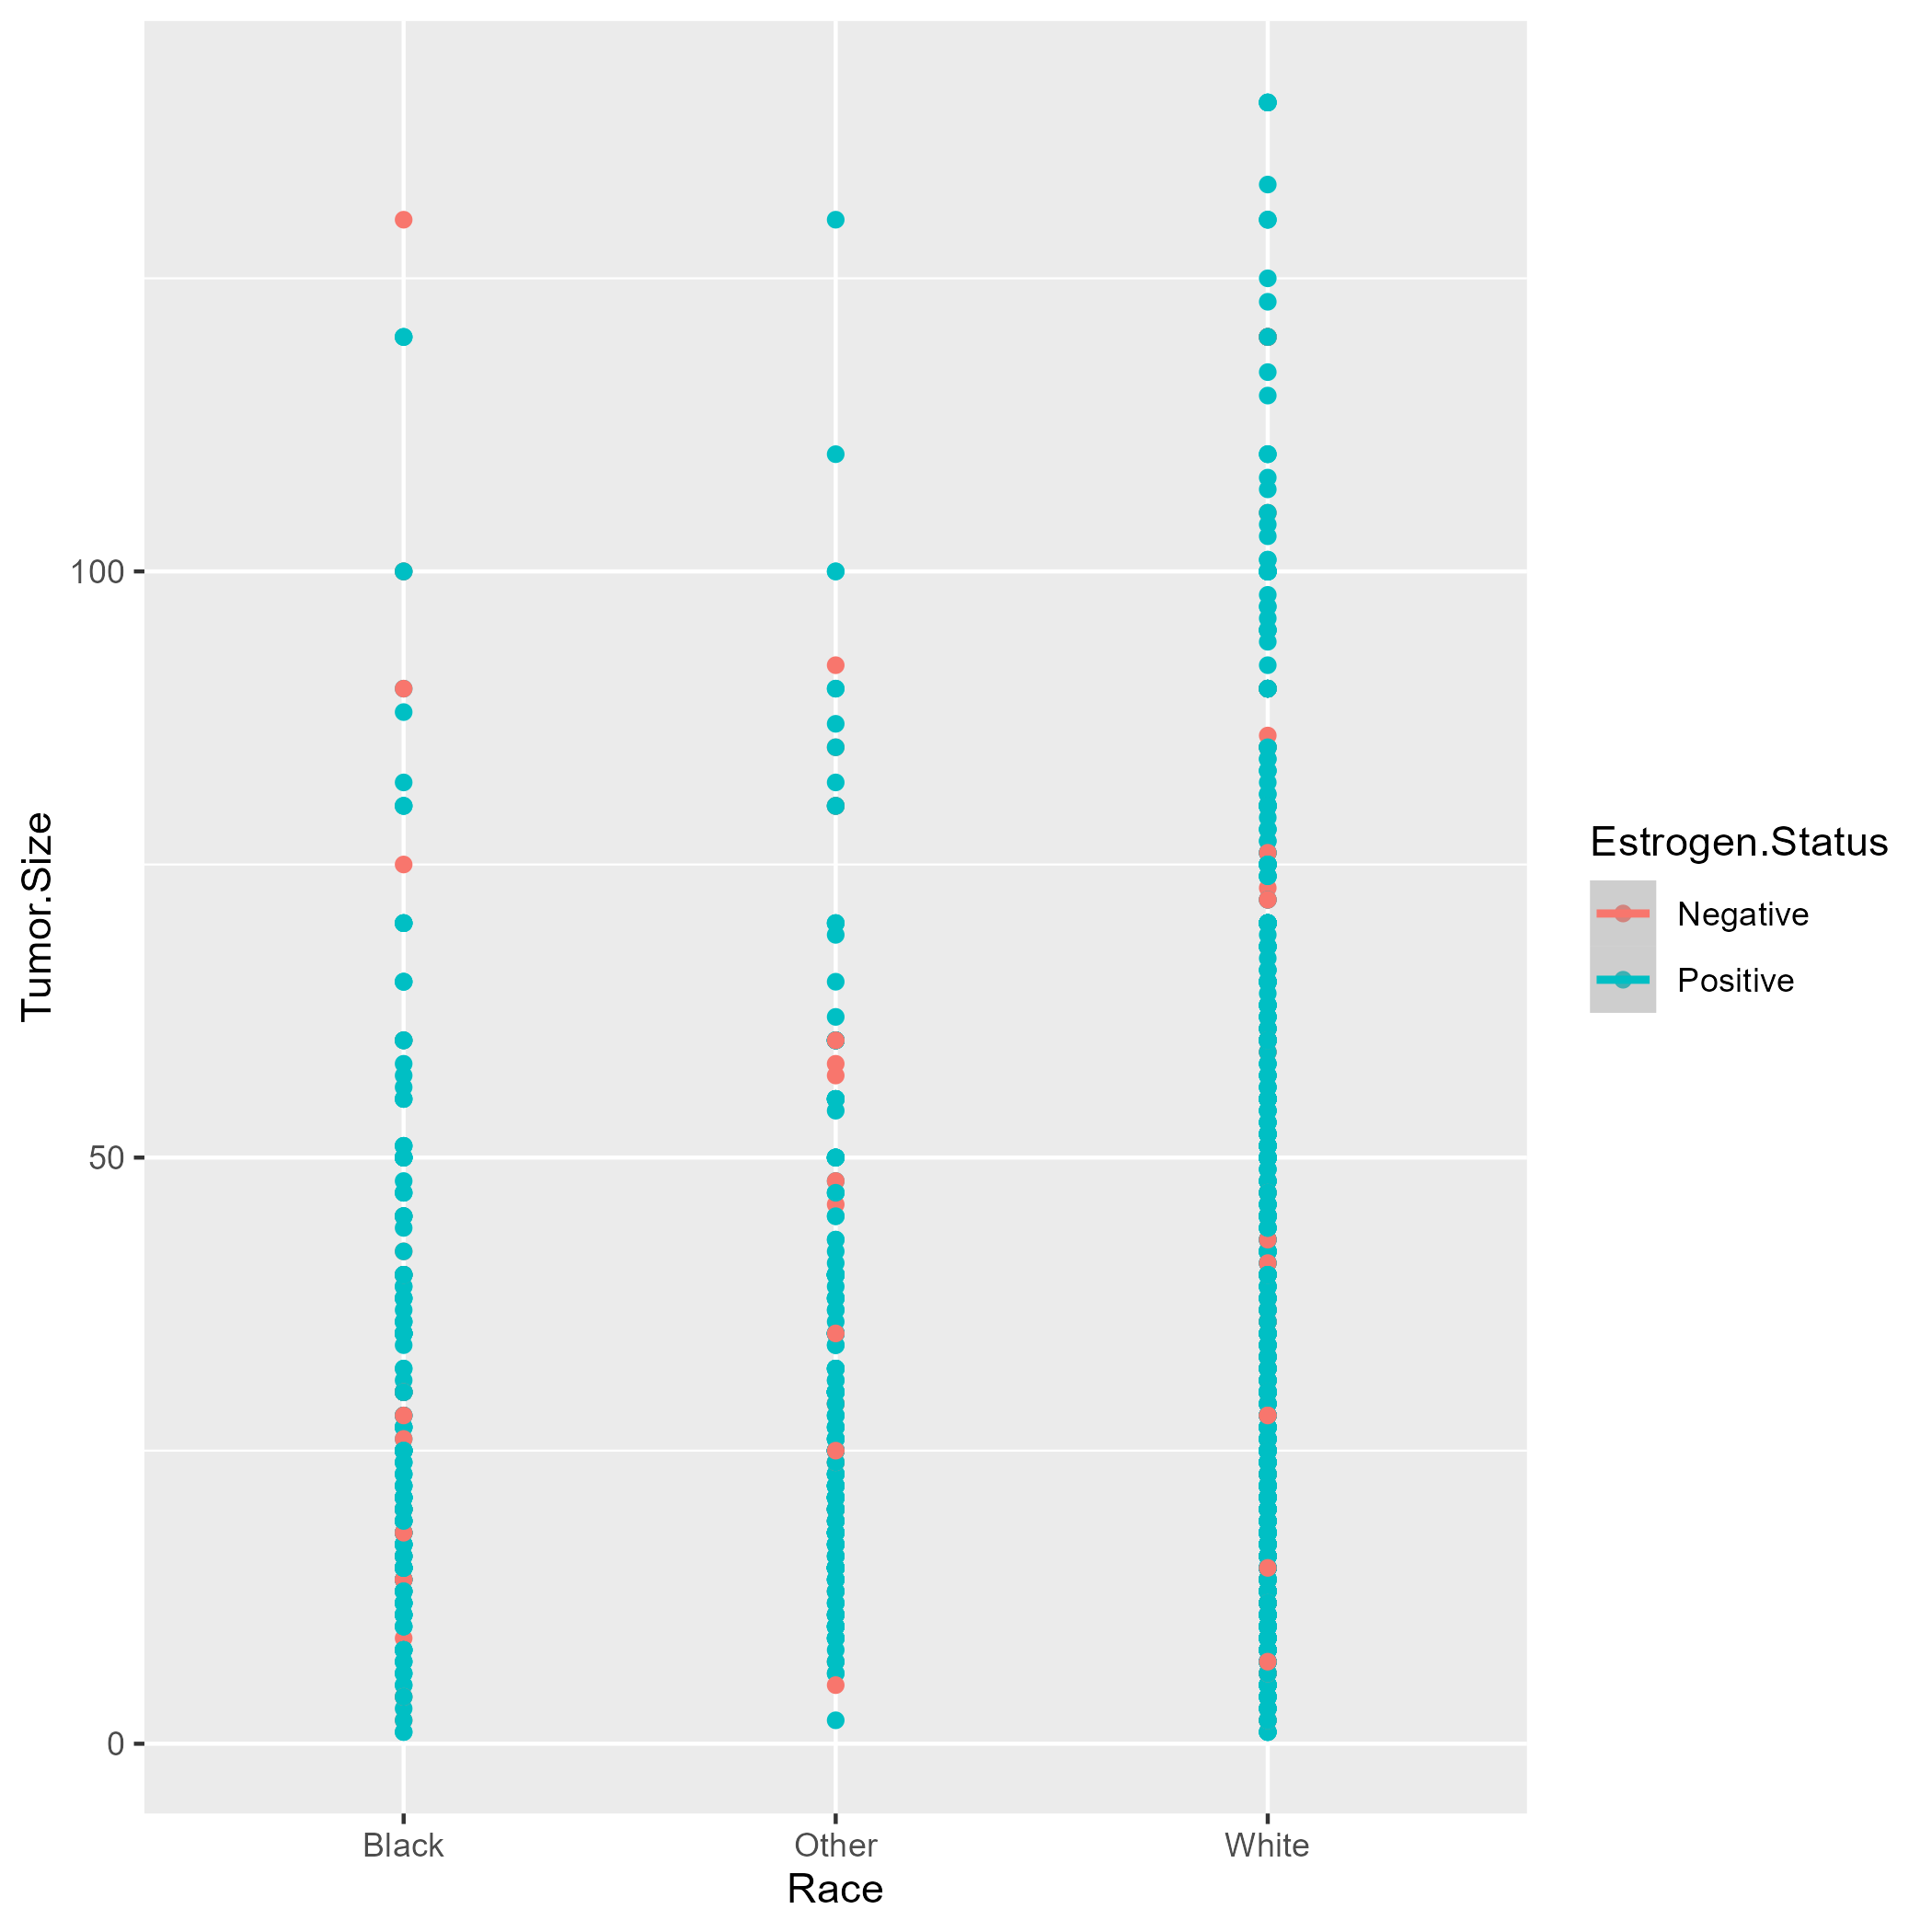 Tumor.Size
100
50
0
Black
Other
White
Race
Estrogen.Status
Negative
Positive